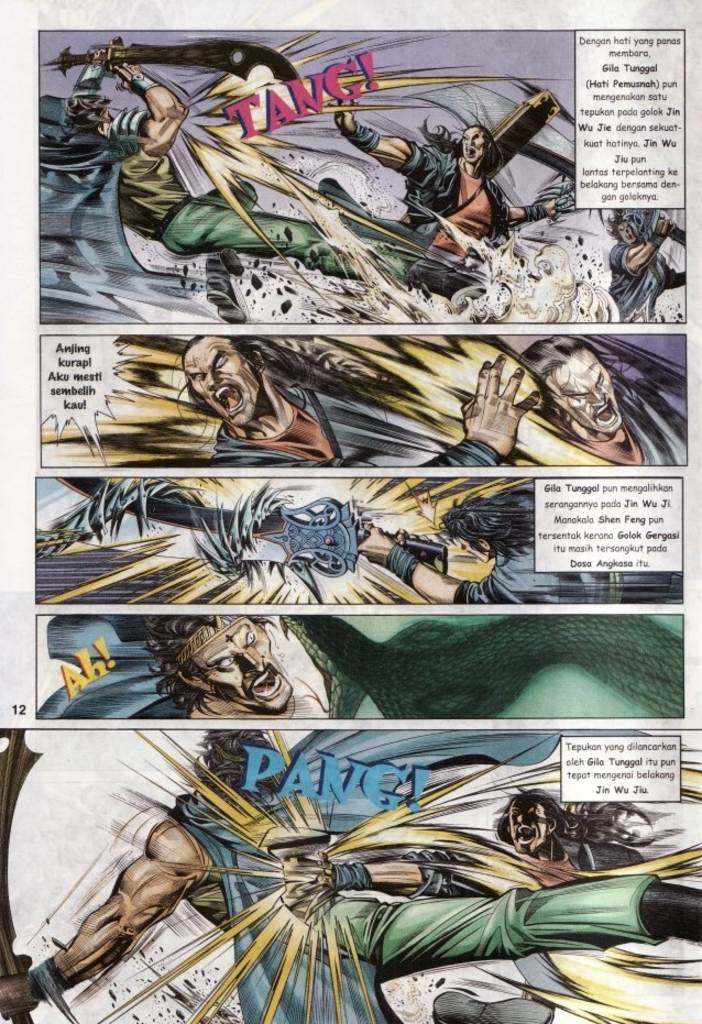 Dengan hati yang panas
membara,
Gila Tunggal
(Hati Pemusnah) pun
mengenakan satu
tepukan pada golok Jin
Wu Jie dengan sekuat-
kuat hatinya. Jin Wu
Jiu pun
lantas terpelanting ke
belakang bersama den-
gan goloknya.
TANG!
Anjing
kurap!
Aku mesti
sembelih
kau!
Gila Tunggal pun mengalihkan
serangannya pada Jin Wu Ji.
Manakala Shen Feng pun
tersentak kerana Golok Gergasi
itu masih tersangkut pada
Dosa Angkasa itu.
Ah!
12
PANG!
Tepukan yang dilancarkan
oleh Gila Tunggal itu pun
tepat mengenai belakang
Jin Wu Jiu.